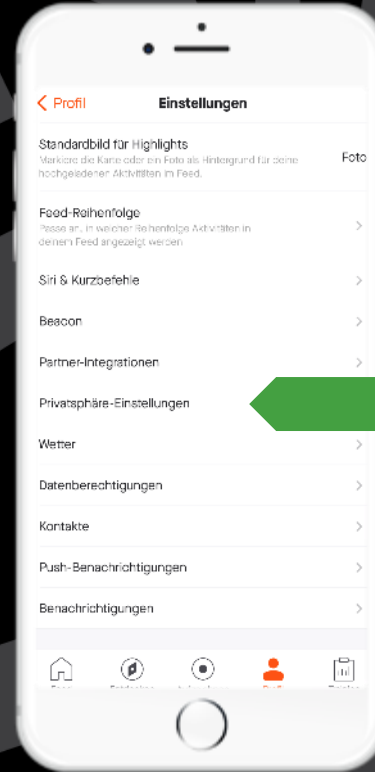 Profil
Einstellungen
Standardbild für Highlights
Markiere die Karte oder ein Foto als Hintergrund für deine
hochgeladenen Aktivitäten im Feed.
Foto
Feed-Reihenfolge
Passe an, in welcher Reihenfolge Aktivitäten in
deinem Feed angezeigt werden
Siri & Kurzbefehle
Beacon
Partner-Integrationen
Privatsphäre-Einstellungen
Wetter
Datenberechtigungen
Kontakte
Push-Benachrichtigungen
Benachrichtigungen